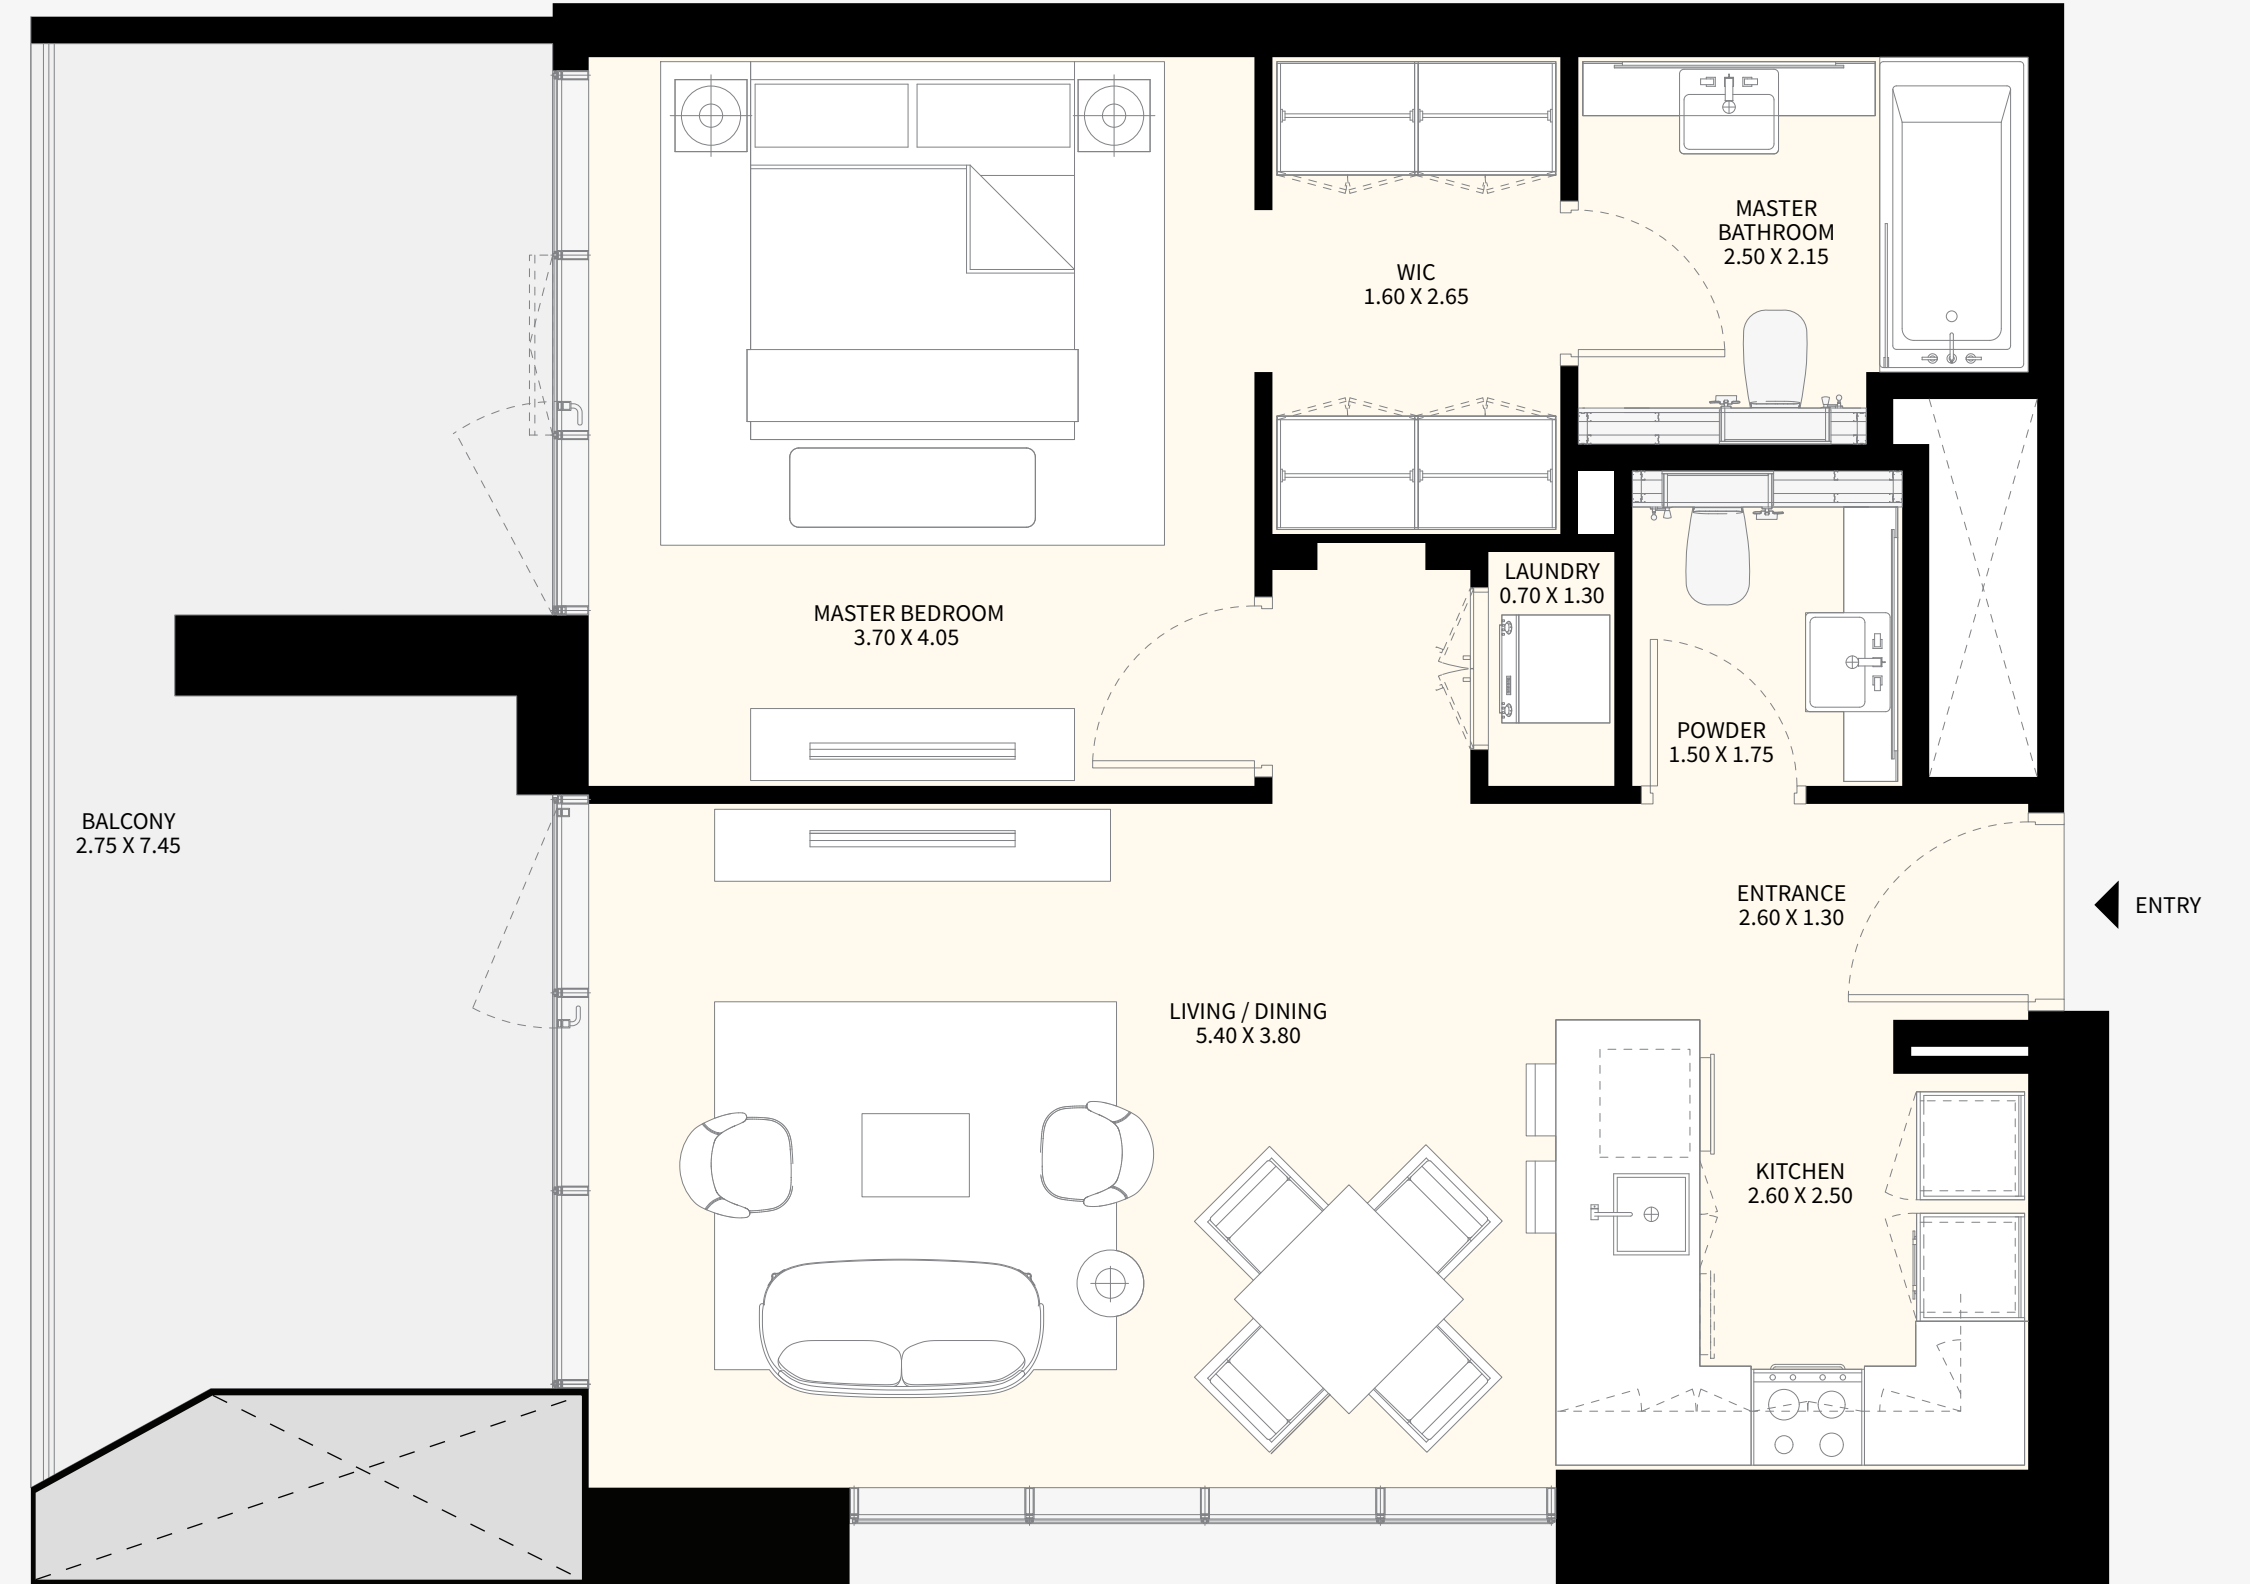 MASTER
BATHROOM
2.50 X 2.15
WIC
1.60 X 2.65
LAUNDRY
0.70 X 1.30
MASTER BEDROOM
3.70 X 4.05
POWDER
1.50 X 1.75
BALCONY
2.75 X 7.45
ENTRANCE
2.60 X 1.30
ENTRY
LIVING / DINING
5.40 X 3.80
KITCHEN
2.60 X 2.50